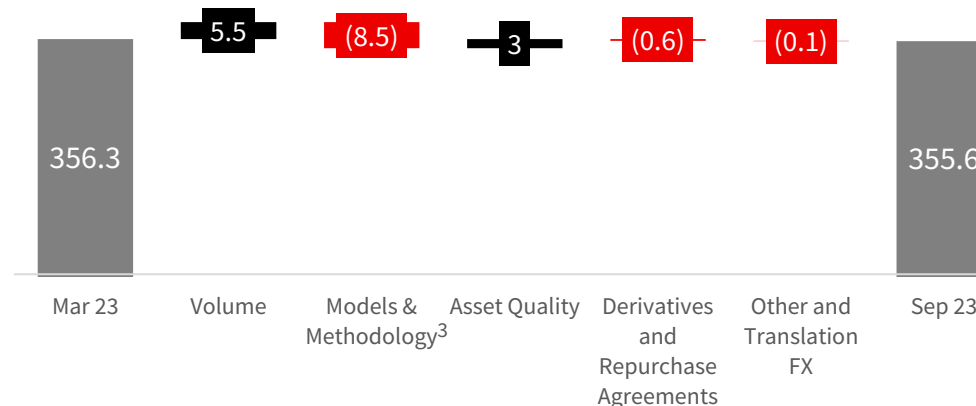 5.5
(8.5)
3
(0.6)
(0.1)
356.3
355.6
Mar 23
Volume
Models &
Methodology3
Asset Quality
Derivatives
and
Repurchase
Agreements
Other and
Translation
FX
Sep 23